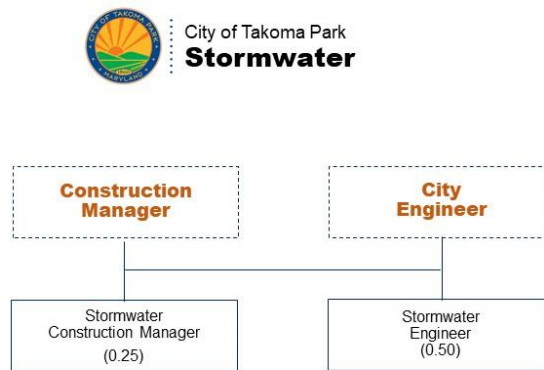 CITY OF TAKOMA PARK
MARYLAND
City of Takoma Park
Stormwater
Construction
Manager
City
Engineer
Stormwater
Construction Manager
(0.25)
Stormwater
Engineer
(0.50)